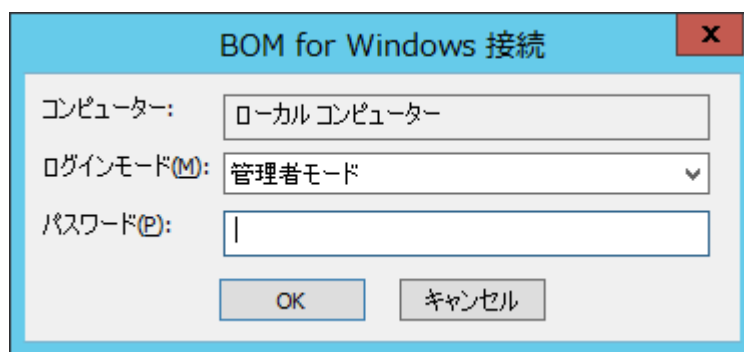 BOM for Windows 接続
x
コンピューター: ローカル コンピューター
ログインモード(M): 管理者モード
パスワード(P):
OK キャンセル